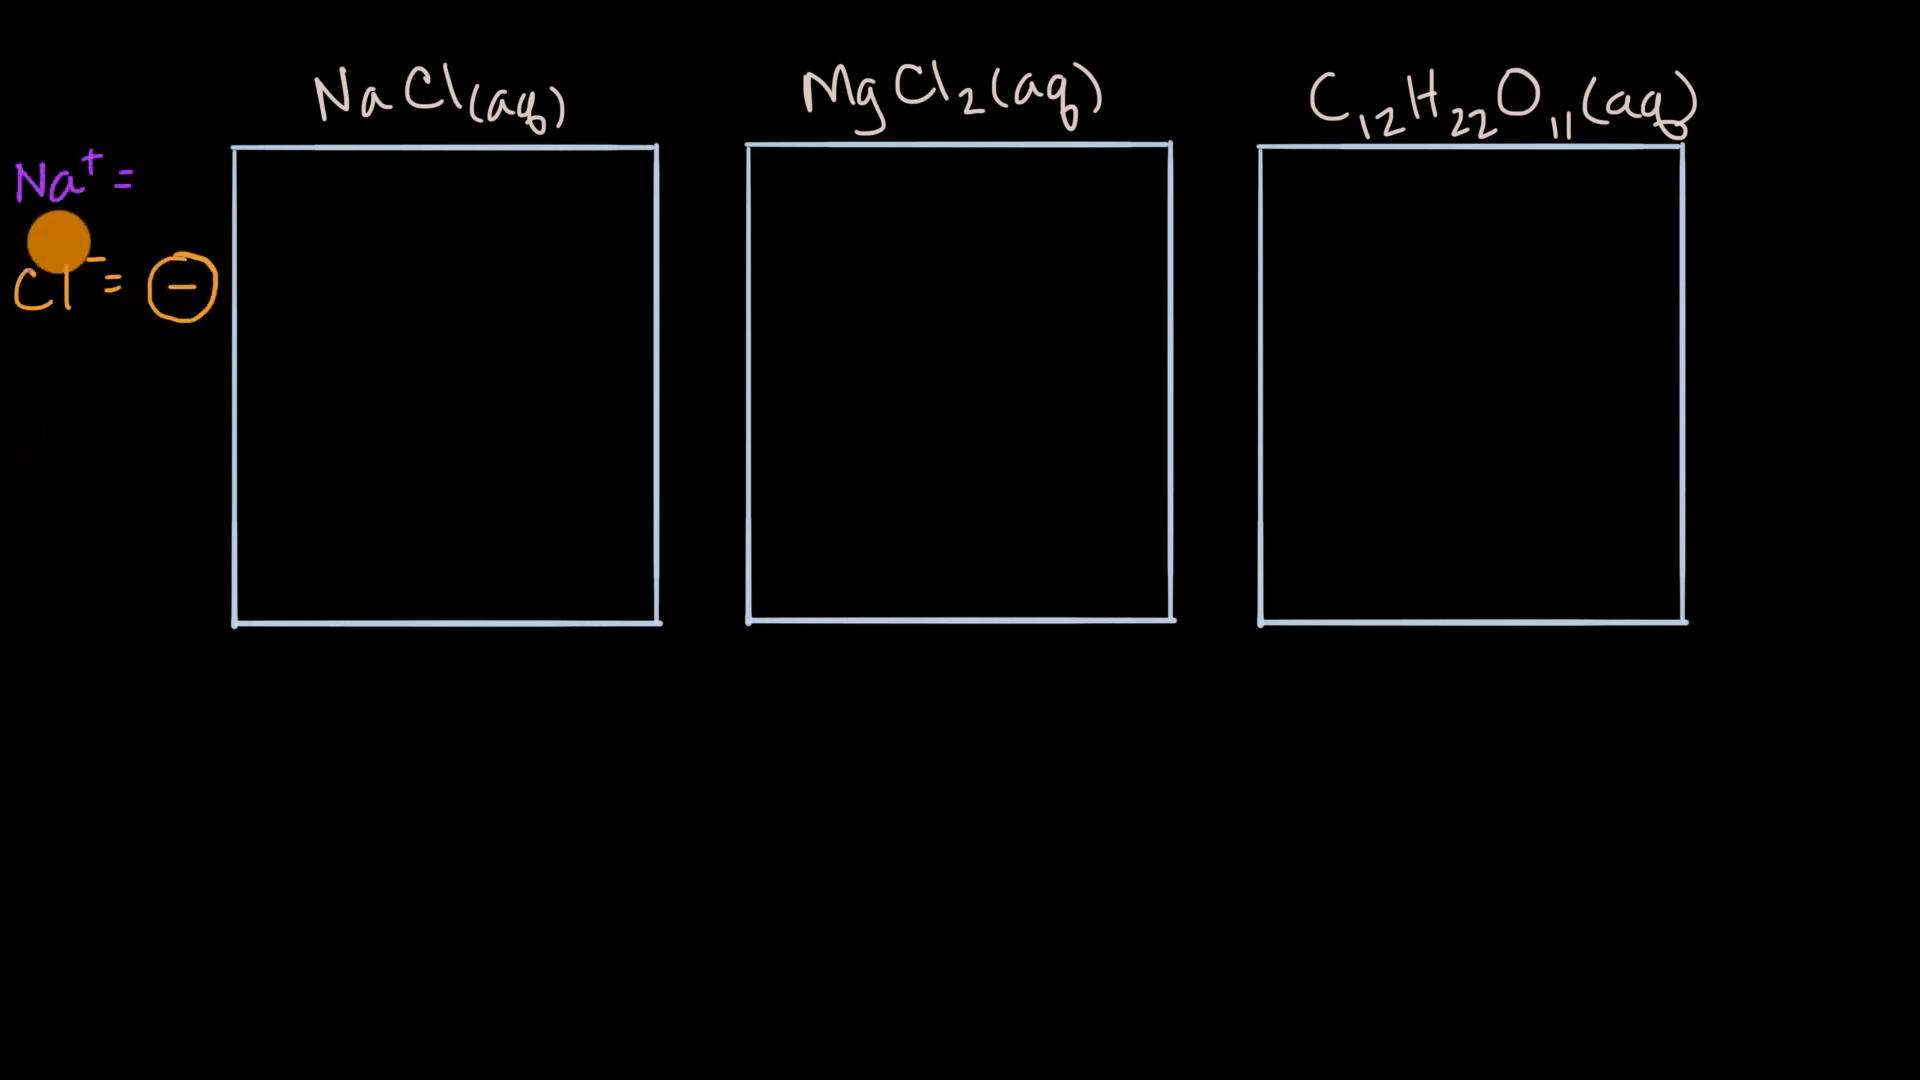 NaCl(aq) MgCl₂(aq) C₁₂H₂₂O₁₁(aq)
Na⁺ =
Cl⁻ = −